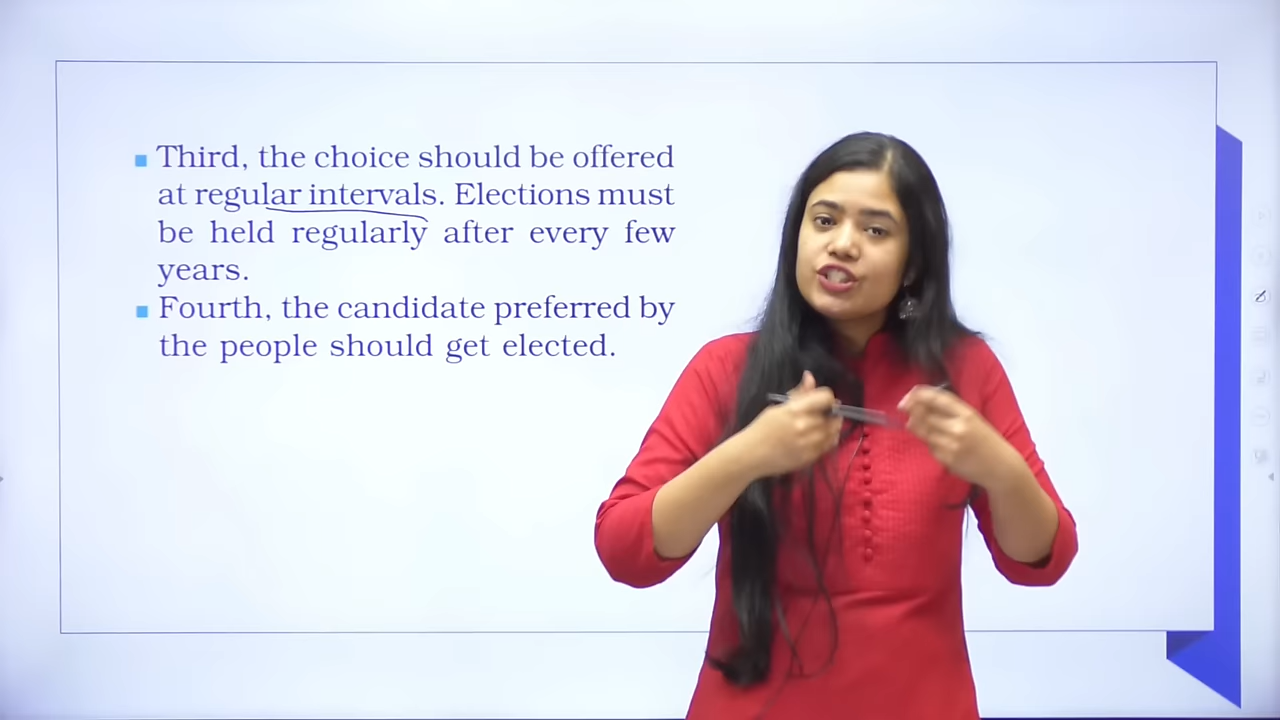 Third, the choice should be offered
at regular intervals. Elections must
be held regularly after every few
years.
Fourth, the candidate preferred by
the people should get elected.